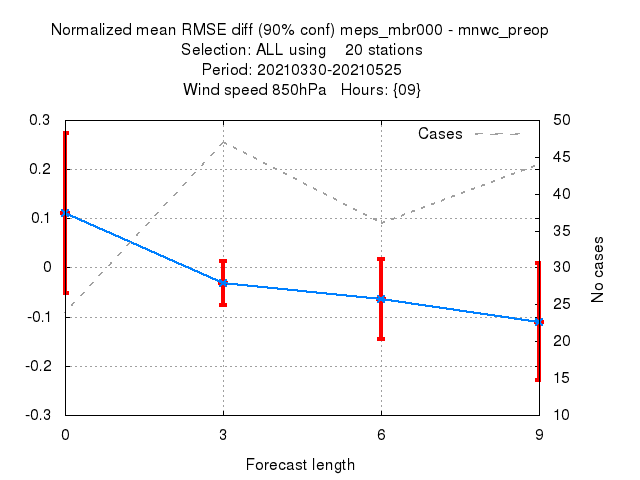 Normalized mean RMSE diff (90% conf) meps_mbr000 - mnwc_preop
Selection: ALL using 20 stations
Period: 20210330-20210525
Wind speed 850hPa Hours: {09}
0.3
0.2
0.1
0
-0.1
-0.2
-0.3
Cases
50
45
40
35
30
25
20
15
10
No cases
0 3 6 9
Forecast length